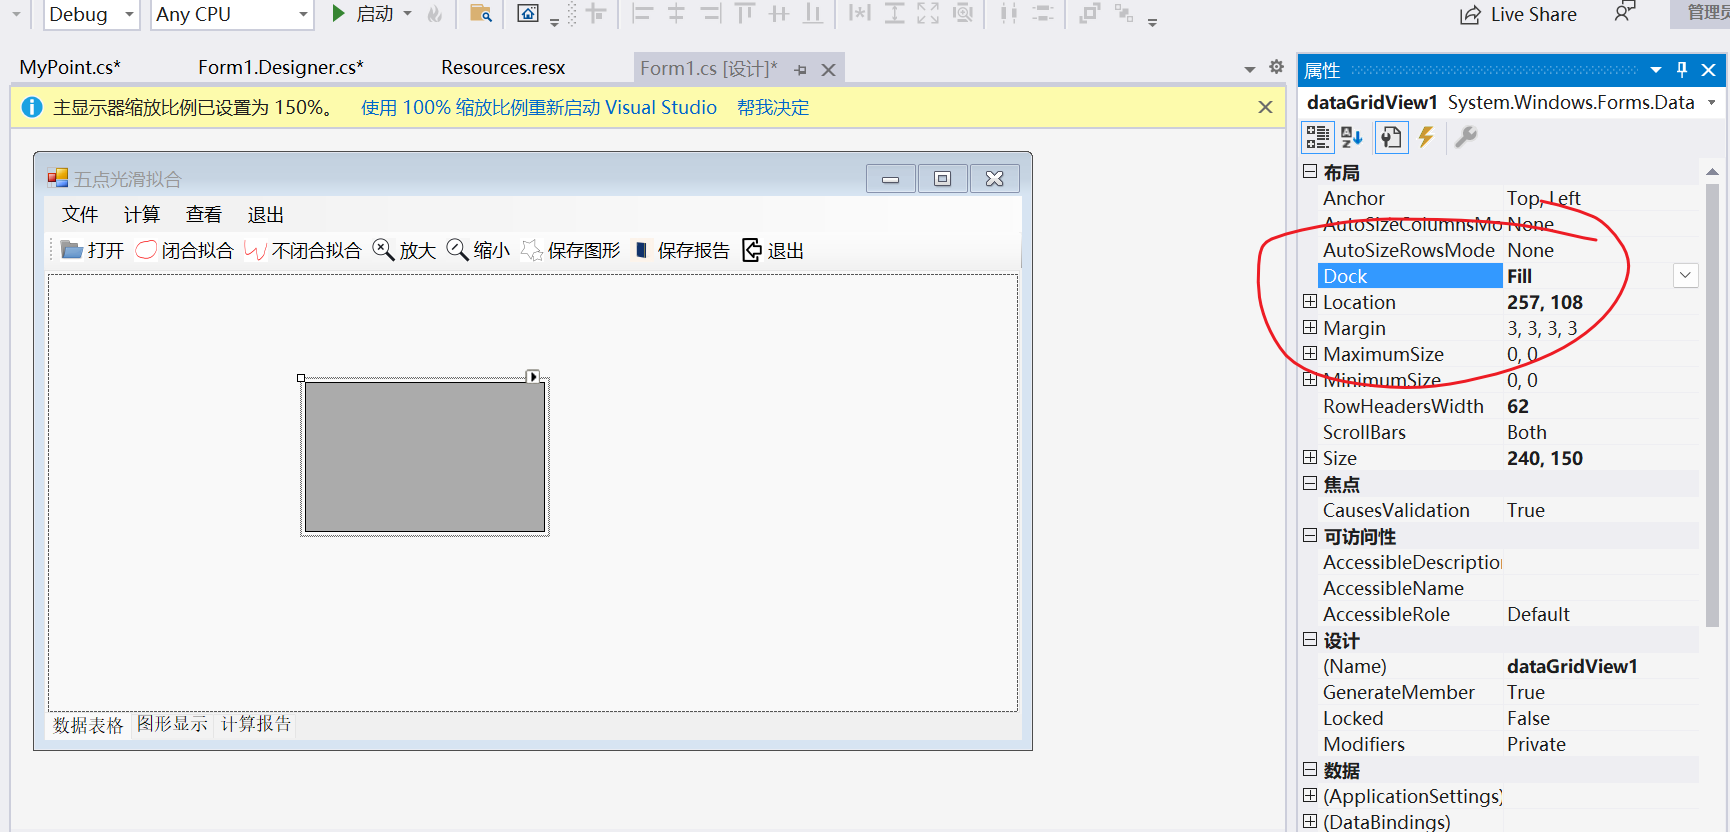 Debug Any CPU 启动 Live Share
MyPoint.cs* Form1.Designer.cs* Resources.resx Form1.cs [设计]*
主显示器缩放比例已设置为 150%。 使用 100% 缩放比例重新启动 Visual Studio 帮我决定
五点光滑拟合
文件 计算 查看 退出
打开 闭合拟合 不闭合拟合 放大 缩小 保存图形 保存报告 退出
数据表格 图形显示 计算报告
属性
dataGridView1 System.Windows.Forms.Data
布局
Anchor Top, Left
AutoSizeColumnsMo None
AutoSizeRowsMode None
Dock Fill
Location 257, 108
Margin 3, 3, 3, 3
MaximumSize 0, 0
MinimumSize 0, 0
RowHeadersWidth 62
ScrollBars Both
Size 240, 150
焦点
CausesValidation True
可访问性
AccessibleDescription
AccessibleName
AccessibleRole Default
设计
(Name) dataGridView1
GenerateMember True
Locked False
Modifiers Private
数据
(ApplicationSettings)
(DataBindings)